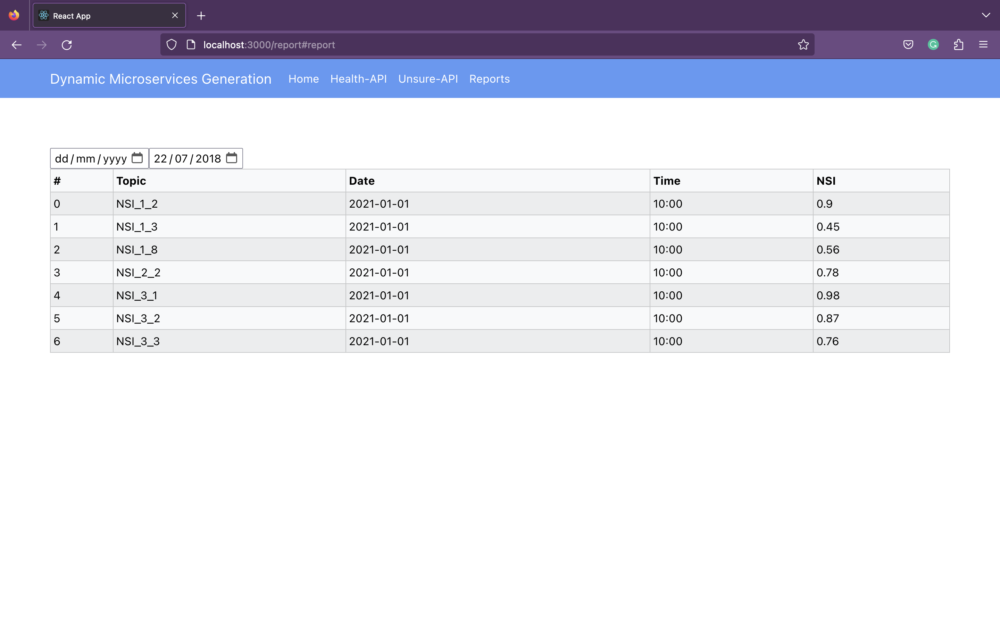 React App
localhost:3000/report#report
Dynamic Microservices Generation Home Health-API Unsure-API Reports
dd/mm/yyyy 22/07/2018
# Topic Date Time NSI
0 NSI_1_2 2021-01-01 10:00 0.9
1 NSI_1_3 2021-01-01 10:00 0.45
2 NSI_1_8 2021-01-01 10:00 0.56
3 NSI_2_2 2021-01-01 10:00 0.78
4 NSI_3_1 2021-01-01 10:00 0.98
5 NSI_3_2 2021-01-01 10:00 0.87
6 NSI_3_3 2021-01-01 10:00 0.76